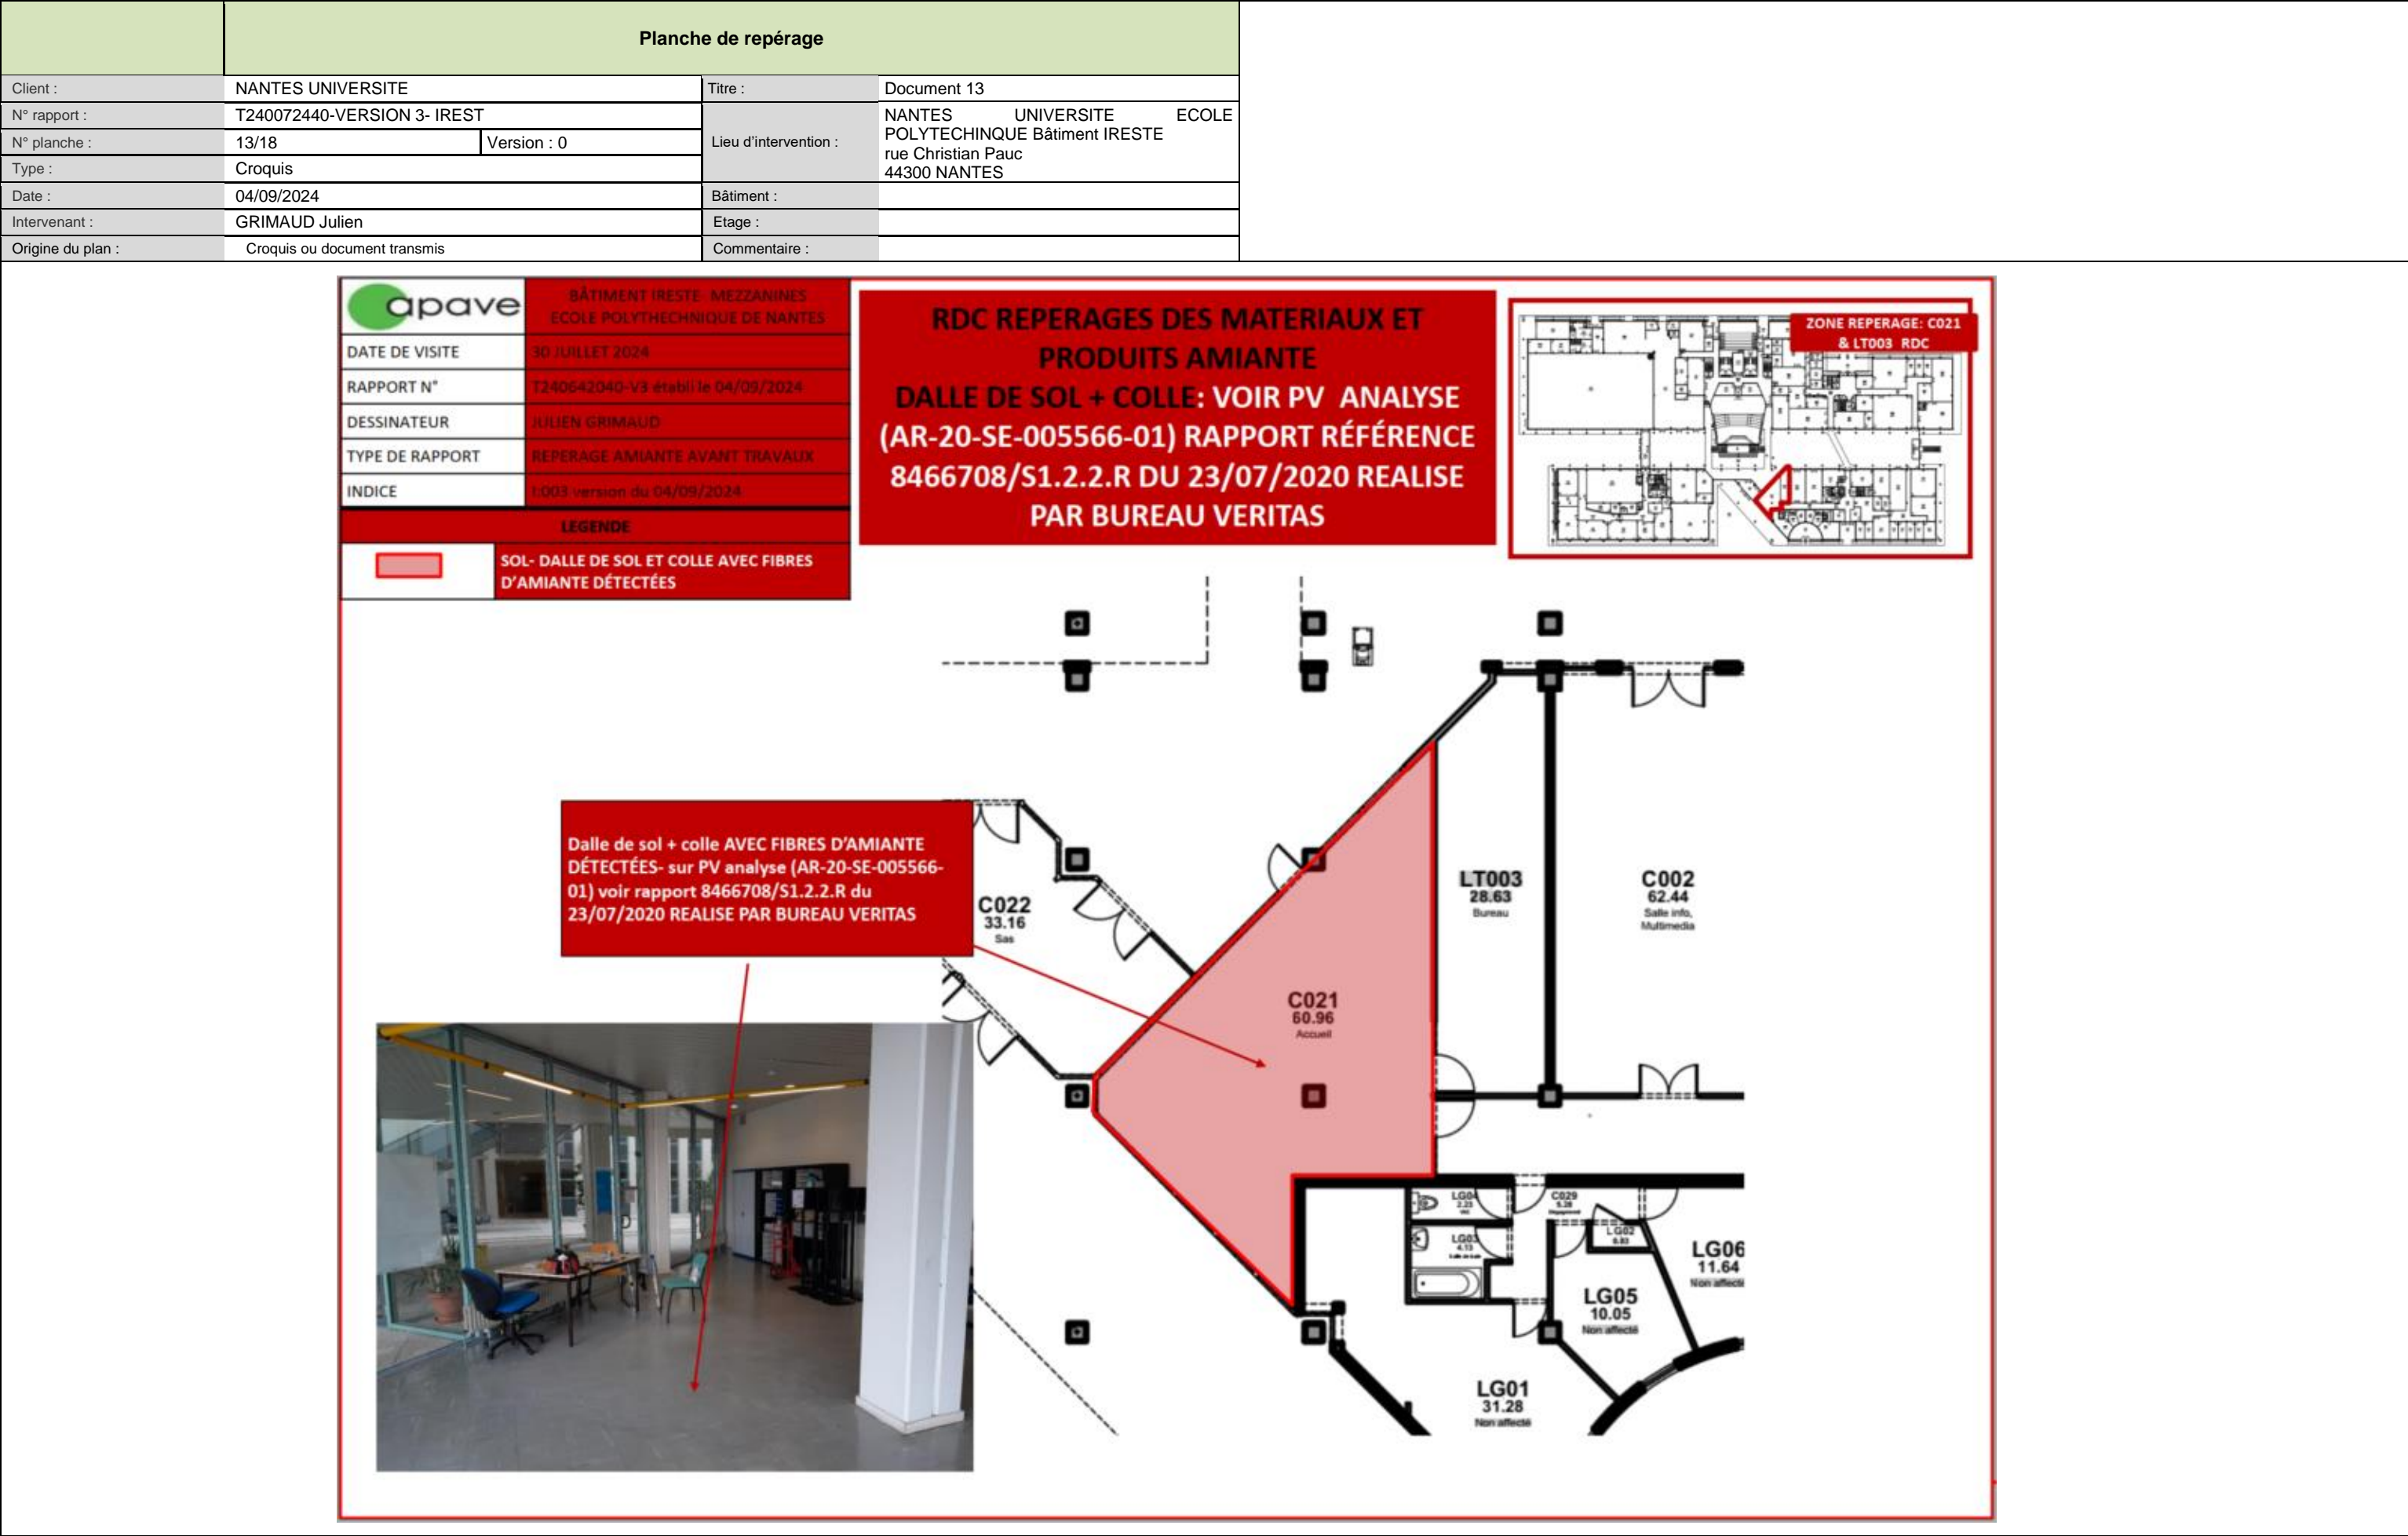 Planche de repérage
Client :
NANTES UNIVERSITE
Titre :
Document 13
N° rapport :
T240072440-VERSION 3- IREST
Lieu d'intervention :
NANTES UNIVERSITE ECOLE
POLYTECHINQUE Bâtiment IRESTE
rue Christian Pauc
44300 NANTES
N° planche :
13/18
Version : 0
Type :
Croquis
Date :
04/09/2024
Bâtiment :
Intervenant :
GRIMAUD Julien
Etage :
Origine du plan :
Croquis ou document transmis
Commentaire :
apave
BÂTIMENT IRESTE- MEZZANINES
ECOLE POLYTHECHNIQUE DE NANTES
DATE DE VISITE
30 JUILLET 2024
RAPPORT N°
T240642040-V3 établi le 04/09/2024
DESSINATEUR
JULIEN GRIMAUD
TYPE DE RAPPORT
REPERAGE AMIANTE AVANT TRAVAUX
INDICE
I:003 version du 04/09/2024
LEGENDE
SOL- DALLE DE SOL ET COLLE AVEC FIBRES
D'AMIANTE DÉTECTÉES
RDC REPERAGES DES MATERIAUX ET
PRODUITS AMIANTE
DALLE DE SOL + COLLE: VOIR PV ANALYSE
(AR-20-SE-005566-01) RAPPORT RÉFÉRENCE
8466708/S1.2.2.R DU 23/07/2020 REALISE
PAR BUREAU VERITAS
ZONE REPERAGE: C021
& LT003 RDC
Dalle de sol + colle AVEC FIBRES D'AMIANTE
DÉTECTÉES- sur PV analyse (AR-20-SE-005566-
01) voir rapport 8466708/S1.2.2.R du
23/07/2020 REALISE PAR BUREAU VERITAS
C022
33.16
Sas
LT003
28.63
Bureau
C002
62.44
Salle info,
Multimedia
C021
60.96
Accueil
LG04
2.23
C029
LG03
4.13
LG02
LG06
11.64
Non affecté
LG05
10.05
Non affecté
LG01
31.28
Non affecté